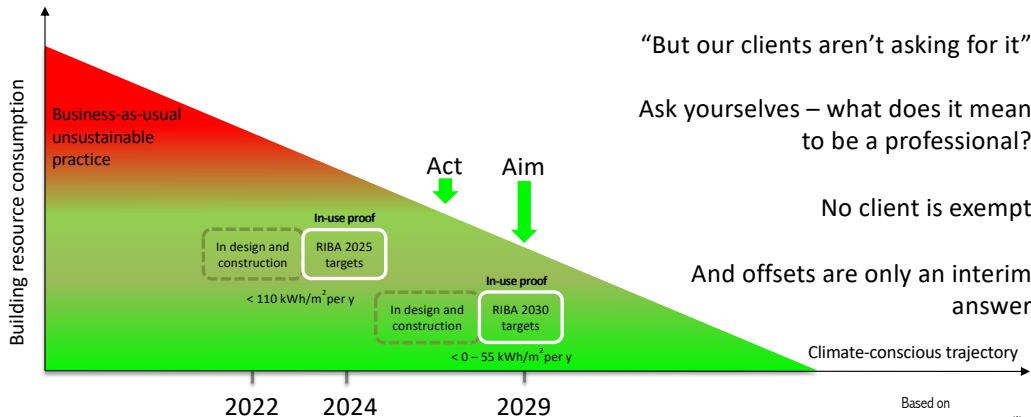 “But our clients aren’t asking for it”
Ask yourselves – what does it mean
to be a professional?
No client is exempt
And offsets are only an interim
answer
Building resource consumption
Business-as-usual
unsustainable
practice
Act
Aim
In-use proof
In design and
construction
RIBA 2025
targets
< 110 kWh/m² per y
In-use proof
In design and
construction
RIBA 2030
targets
< 0 – 55 kWh/m² per y
Climate-conscious trajectory
2022
2024
2029
Based on